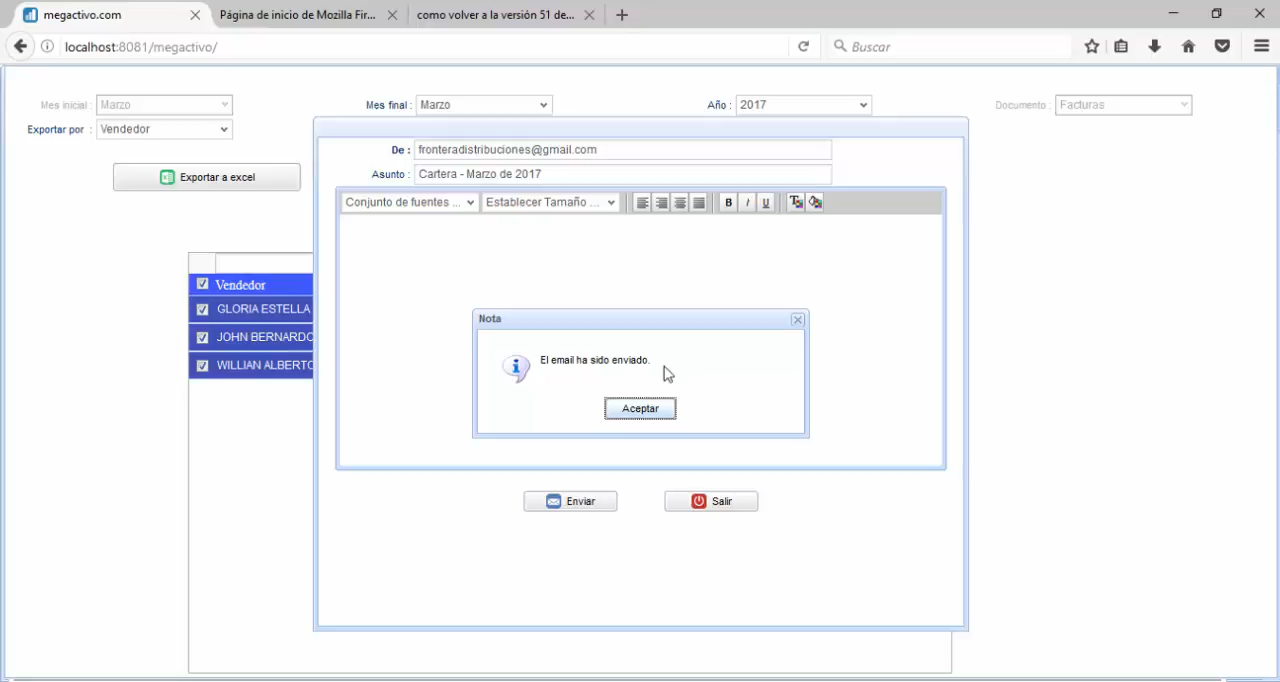 megactivo.com
Página de inicio de Mozilla Fir...
como volver a la versión 51 de...
localhost:8081/megactivo/
Buscar
Mes inicial : Marzo
Mes final : Marzo
Año : 2017
Documento : Facturas
Exportar por : Vendedor
Exportar a excel
De : fronteradistribuciones@gmail.com
Asunto : Cartera - Marzo de 2017
Conjunto de fuentes ...
Establecer Tamaño ...
B I U
T
Vendedor
GLORIA ESTELLA
JOHN BERNARDO
WILLIAN ALBERTO
Nota
El email ha sido enviado.
Aceptar
Enviar
Salir